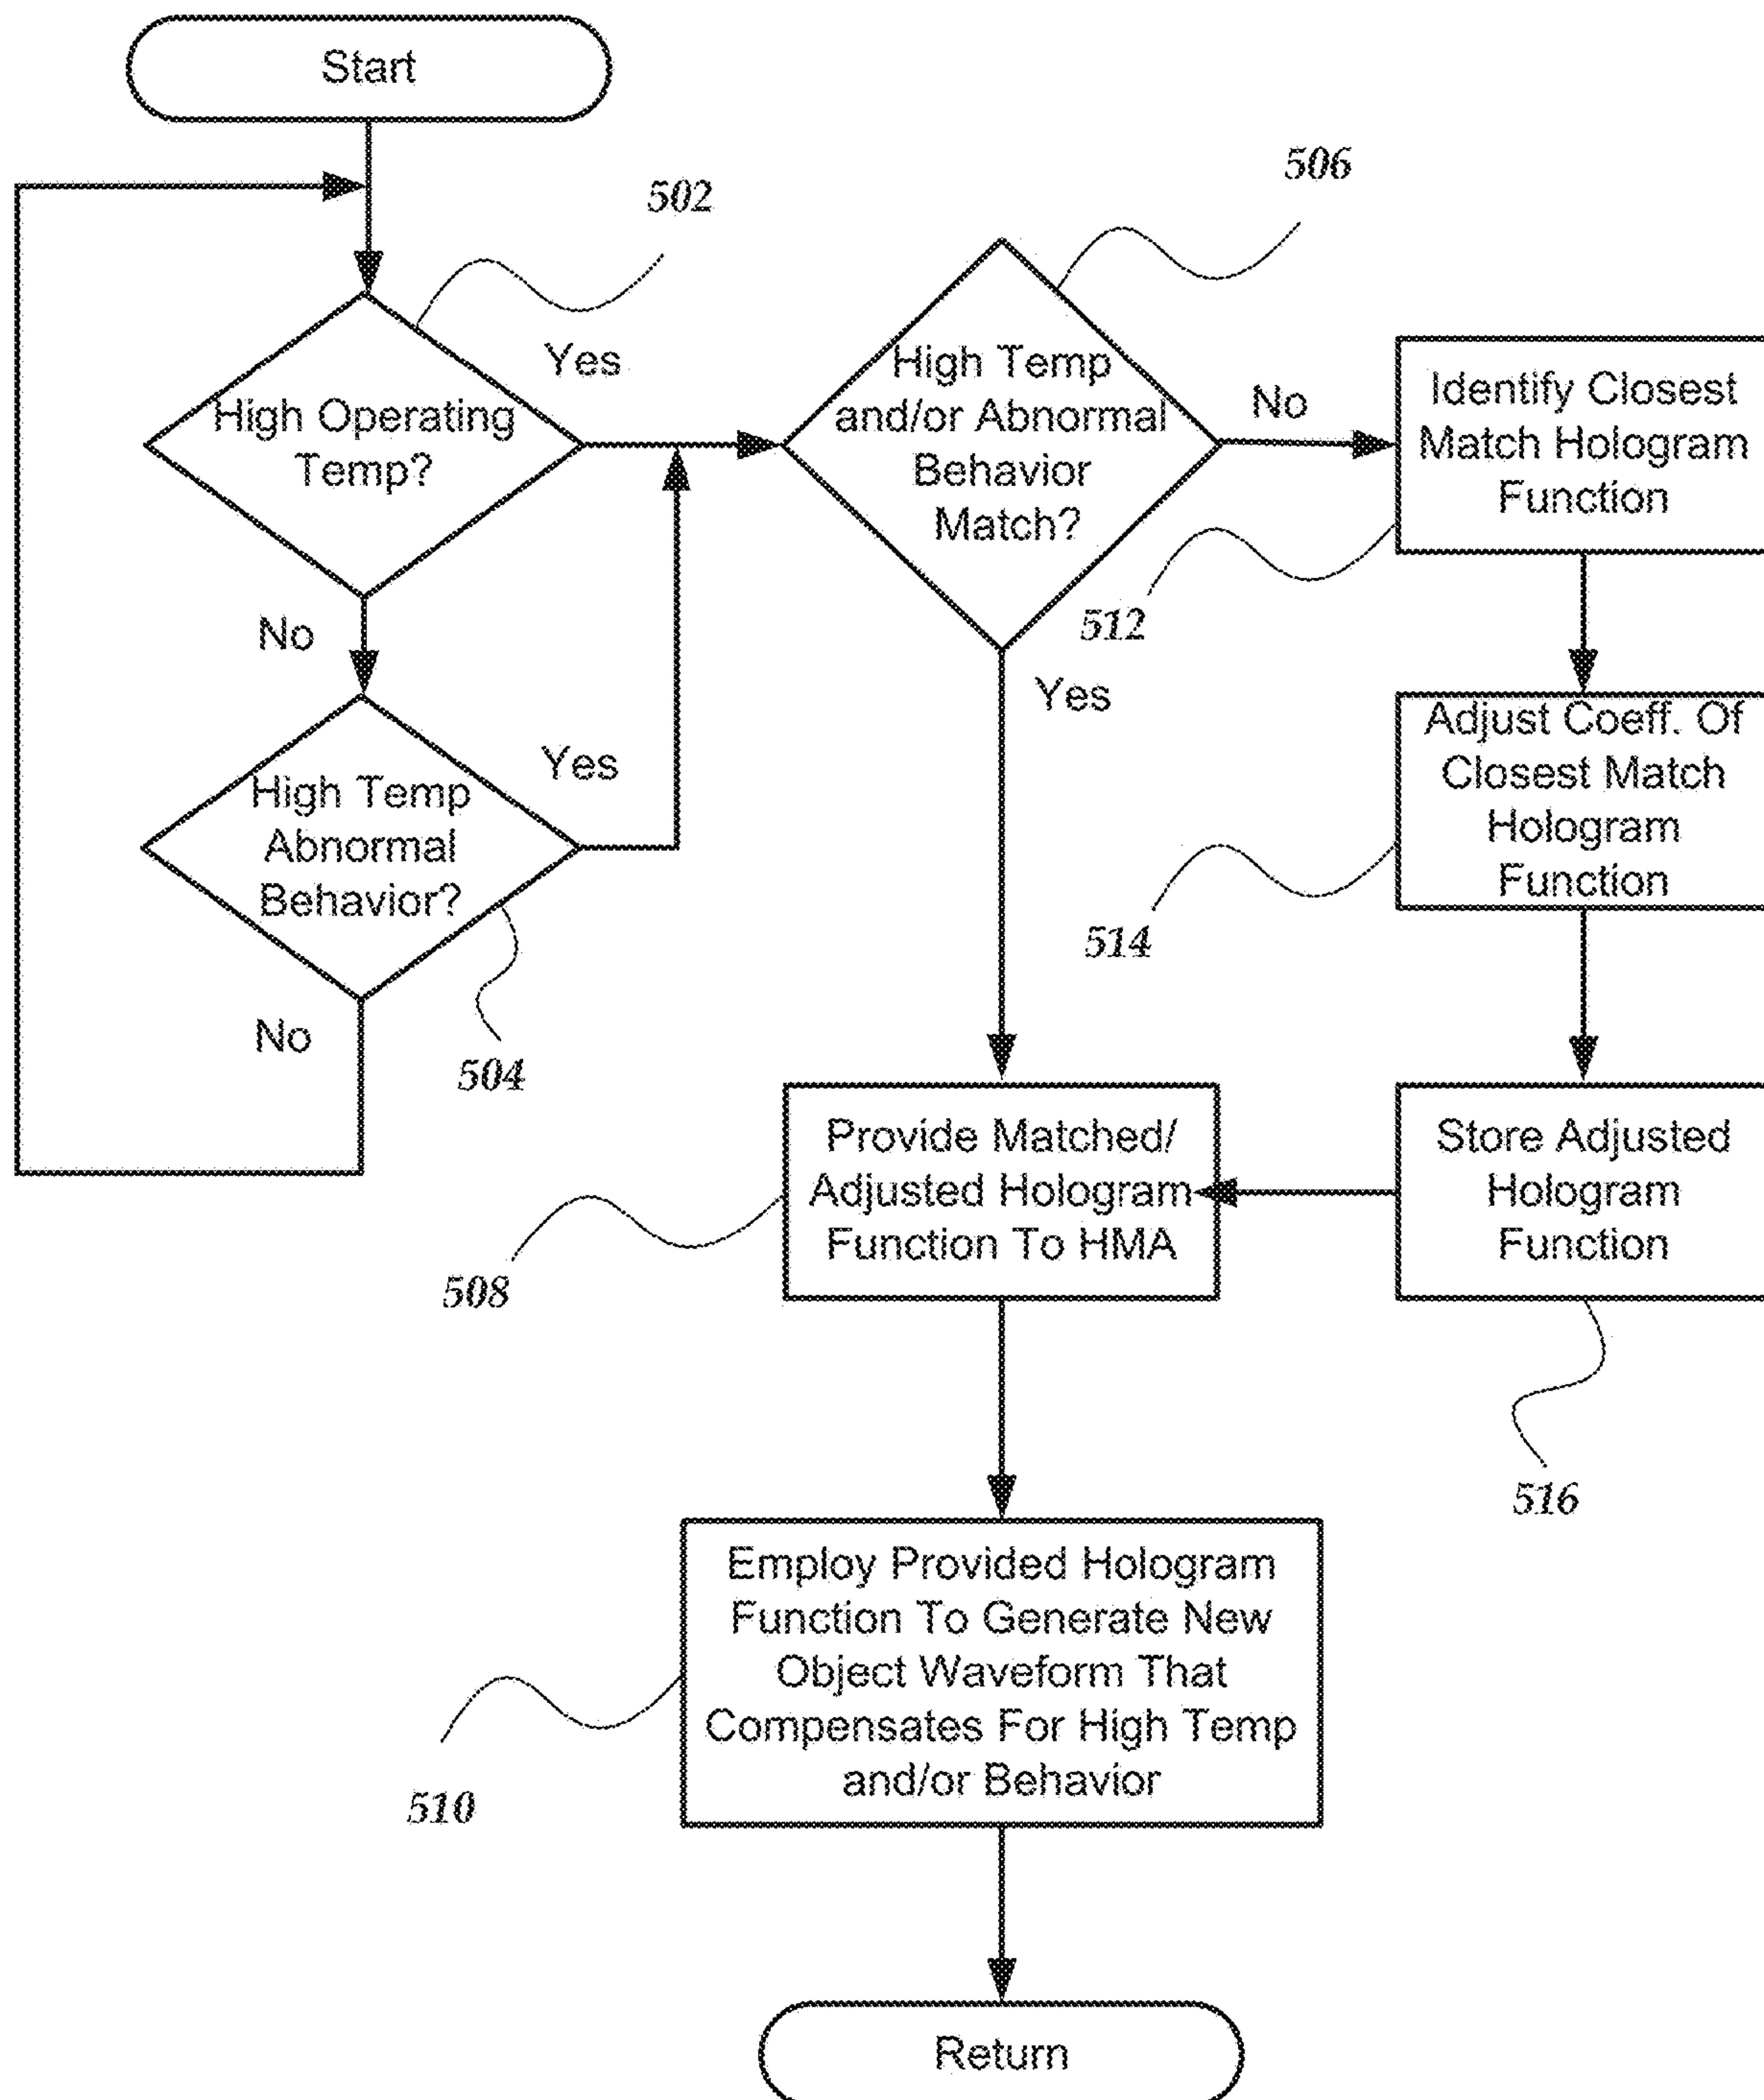 Start
502
506
Yes
High Operating
Temp?
High Temp
and/or Abnormal
Behavior
Match?
No
Identify Closest
Match Hologram
Function
512
No
Yes
Adjust Coeff. Of
Closest Match
Hologram
Function
514
Yes
High Temp
Abnormal
Behavior?
No
504
Provide Matched/
Adjusted Hologram
Function To HMA
508
Store Adjusted
Hologram
Function
516
Employ Provided Hologram
Function To Generate New
Object Waveform That
Compensates For High Temp
and/or Behavior
510
Return